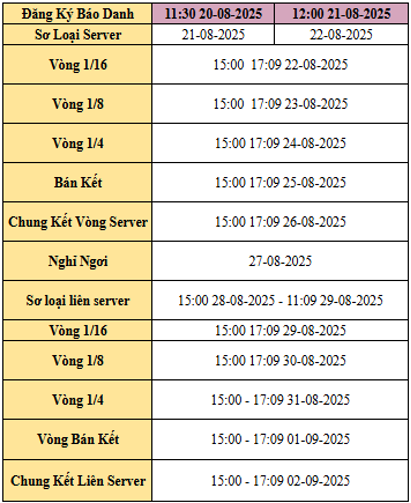 Đăng Ký Báo Danh 11:30 20-08-2025 12:00 21-08-2025
Sơ Loại Server 21-08-2025 22-08-2025
Vòng 1/16 15:00 17:09 22-08-2025
Vòng 1/8 15:00 17:09 23-08-2025
Vòng 1/4 15:00 17:09 24-08-2025
Bán Kết 15:00 17:09 25-08-2025
Chung Kết Vòng Server 15:00 17:09 26-08-2025
Nghỉ Ngơi 27-08-2025
Sơ loại liên server 15:00 28-08-2025 - 11:09 29-08-2025
Vòng 1/16 15:00 17:09 29-08-2025
Vòng 1/8 15:00 17:09 30-08-2025
Vòng 1/4 15:00 - 17:09 31-08-2025
Vòng Bán Kết 15:00 - 17:09 01-09-2025
Chung Kết Liên Server 15:00 - 17:09 02-09-2025